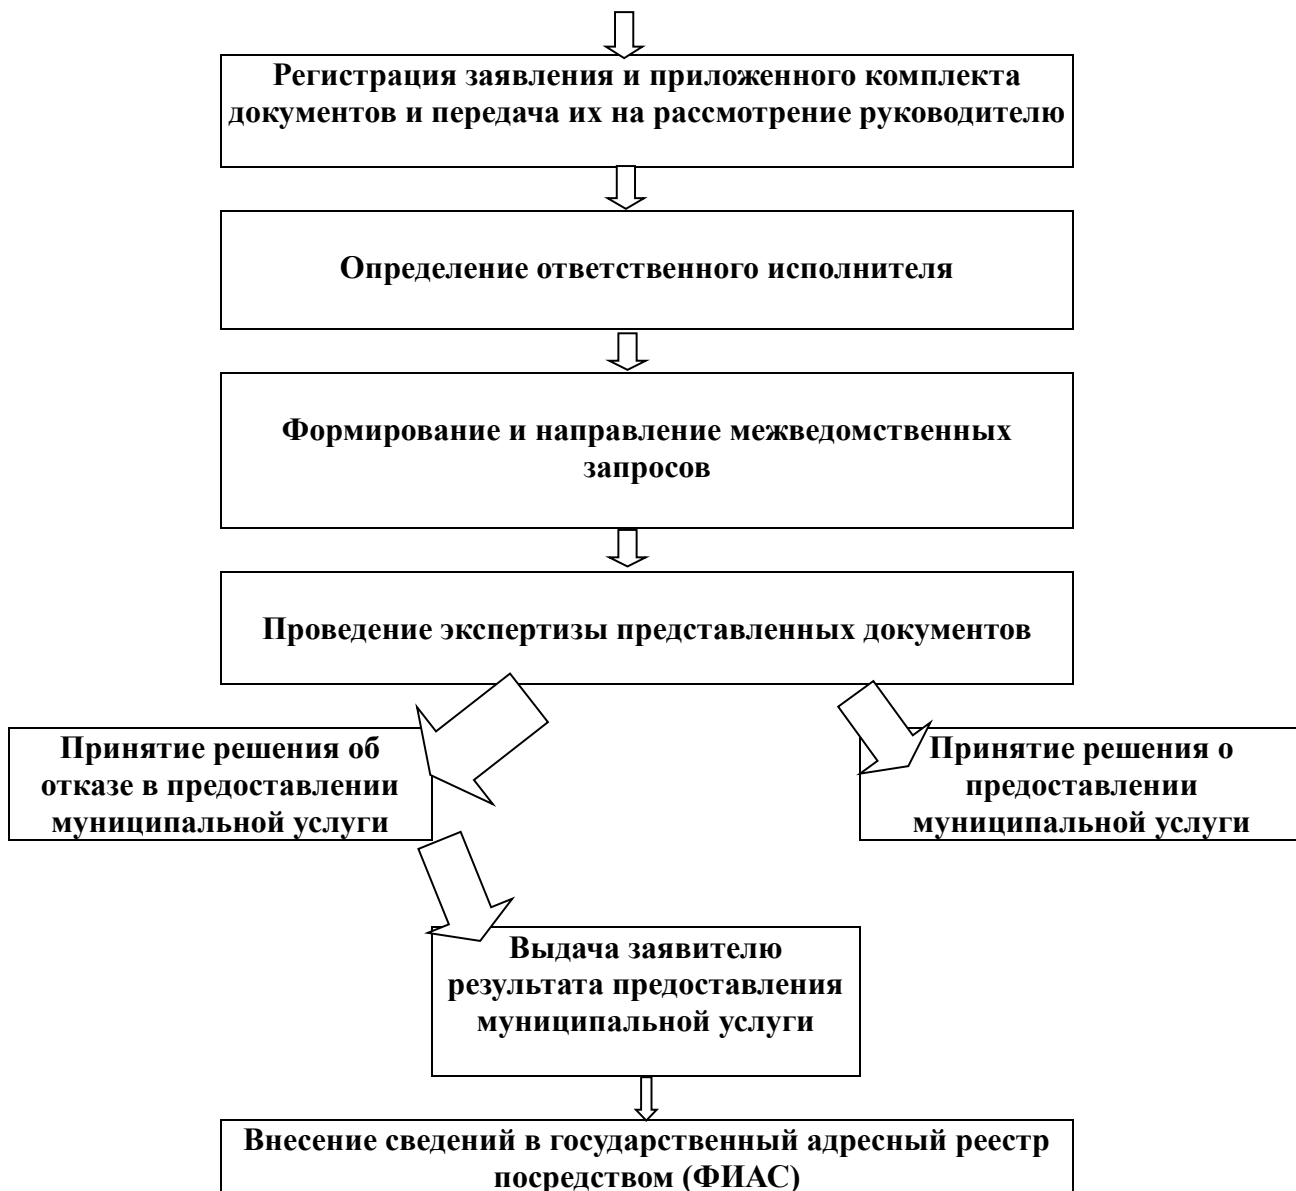 Регистрация заявления и приложенного комплекта
документов и передача их на рассмотрение руководителю
Определение ответственного исполнителя
Формирование и направление межведомственных
запросов
Проведение экспертизы представленных документов
Принятие решения об
отказе в предоставлении
муниципальной услуги
Принятие решения о
предоставлении
муниципальной услуги
Выдача заявителю
результата предоставления
муниципальной услуги
Внесение сведений в государственный адресный реестр
посредством (ФИАС)